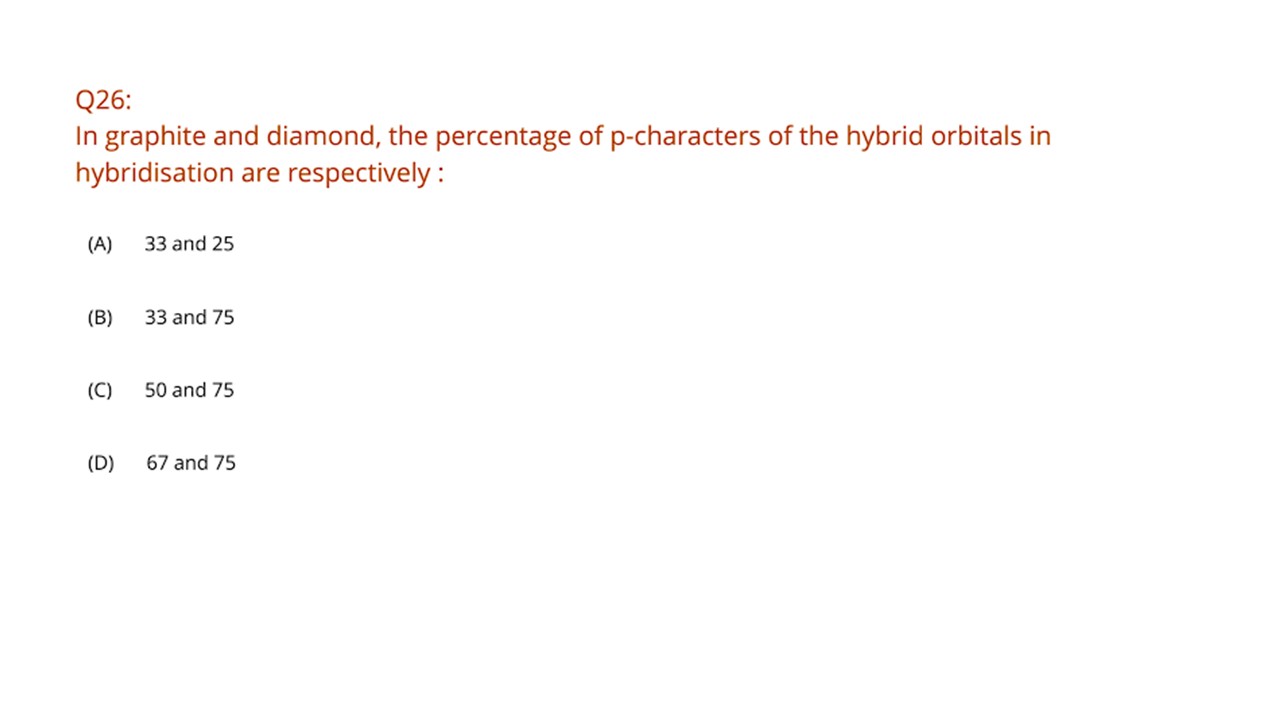 Q26:
In graphite and diamond, the percentage of p-characters of the hybrid orbitals in
hybridisation are respectively :
(A) 33 and 25
(B) 33 and 75
(C) 50 and 75
(D) 67 and 75